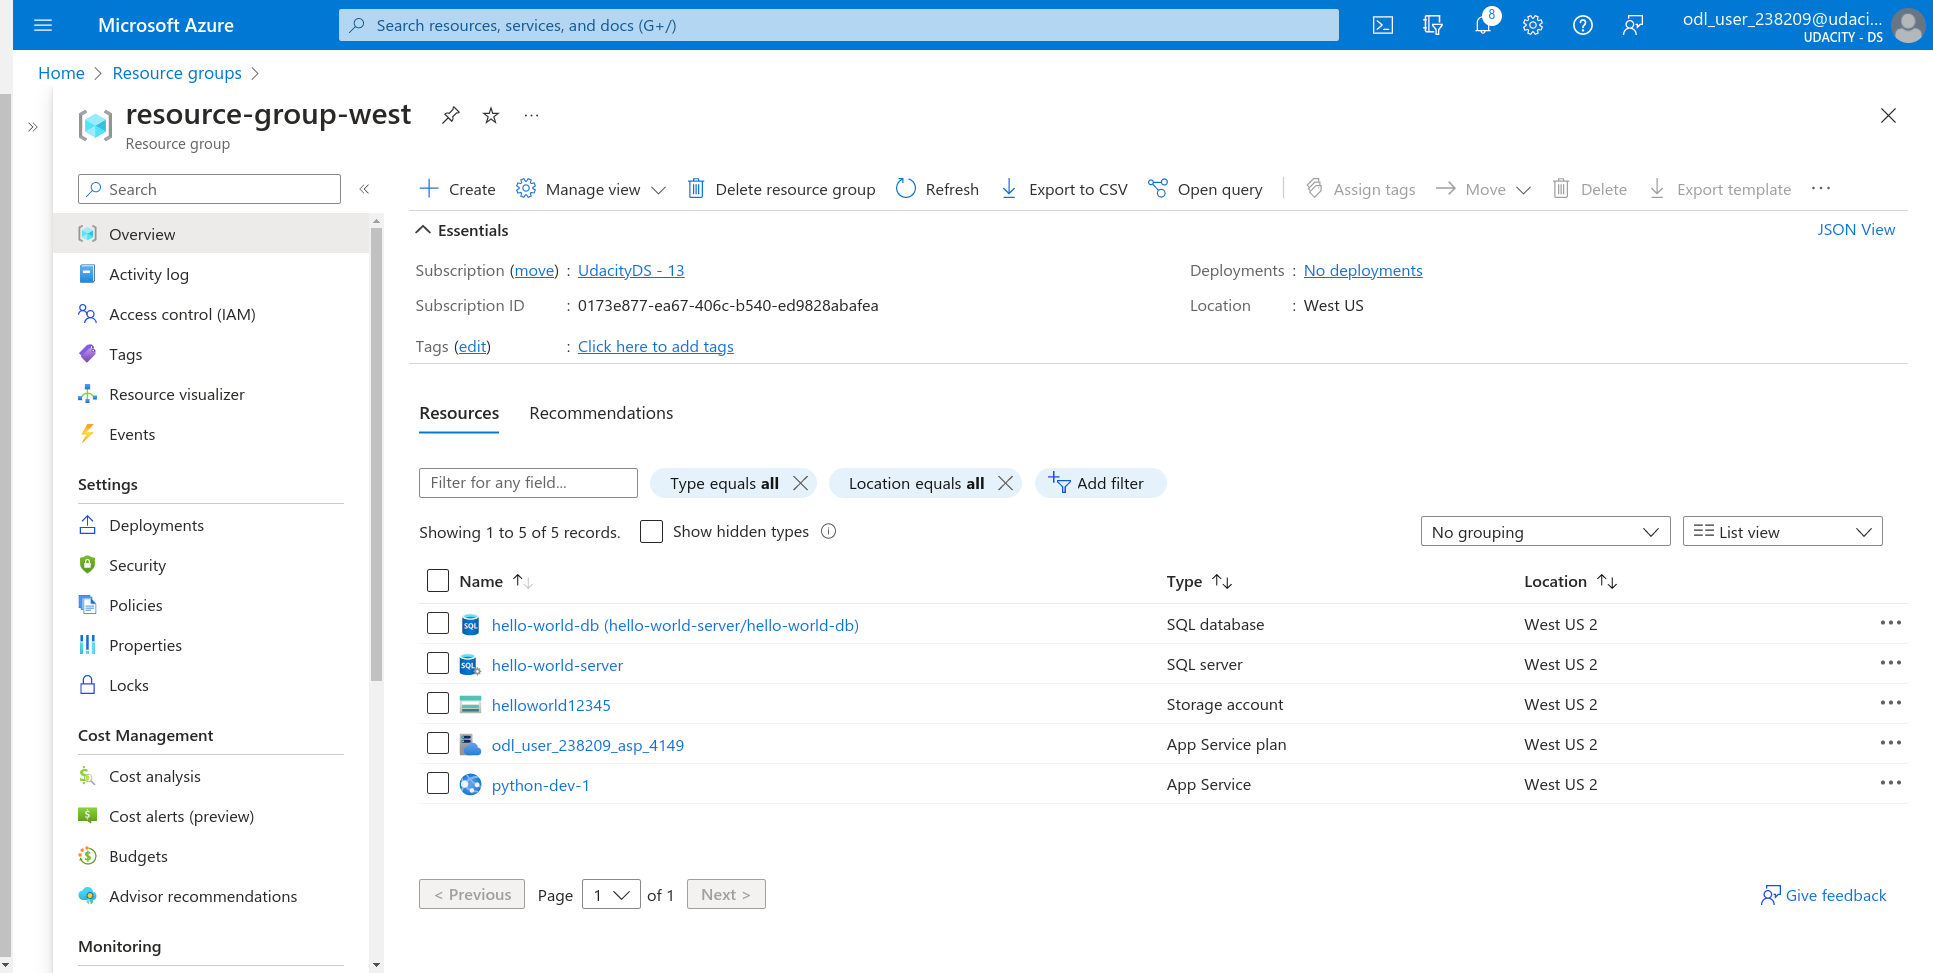 Microsoft Azure
Search resources, services, and docs (G+/)
8
odl_user_238209@udaci...
UDACITY - DS
Home > Resource groups >
resource-group-west
...
Resource group
Search
Overview
Activity log
Access control (IAM)
Tags
Resource visualizer
Events
Settings
Deployments
Security
Policies
Properties
Locks
Cost Management
Cost analysis
Cost alerts (preview)
Budgets
Advisor recommendations
Monitoring
Create Manage view Delete resource group Refresh Export to CSV Open query Assign tags Move Delete Export template ...
Essentials
JSON View
Subscription (move) : UdacityDS - 13
Deployments : No deployments
Subscription ID : 0173e877-ea67-406c-b540-ed9828abafea
Location : West US
Tags (edit) : Click here to add tags
Resources Recommendations
Filter for any field... Type equals all Location equals all Add filter
Showing 1 to 5 of 5 records. Show hidden types No grouping List view
Name Type Location
hello-world-db (hello-world-server/hello-world-db) SQL database West US 2
hello-world-server SQL server West US 2
helloworld12345 Storage account West US 2
odl_user_238209_asp_4149 App Service plan West US 2
python-dev-1 App Service West US 2
< Previous Page 1 of 1 Next >
Give feedback